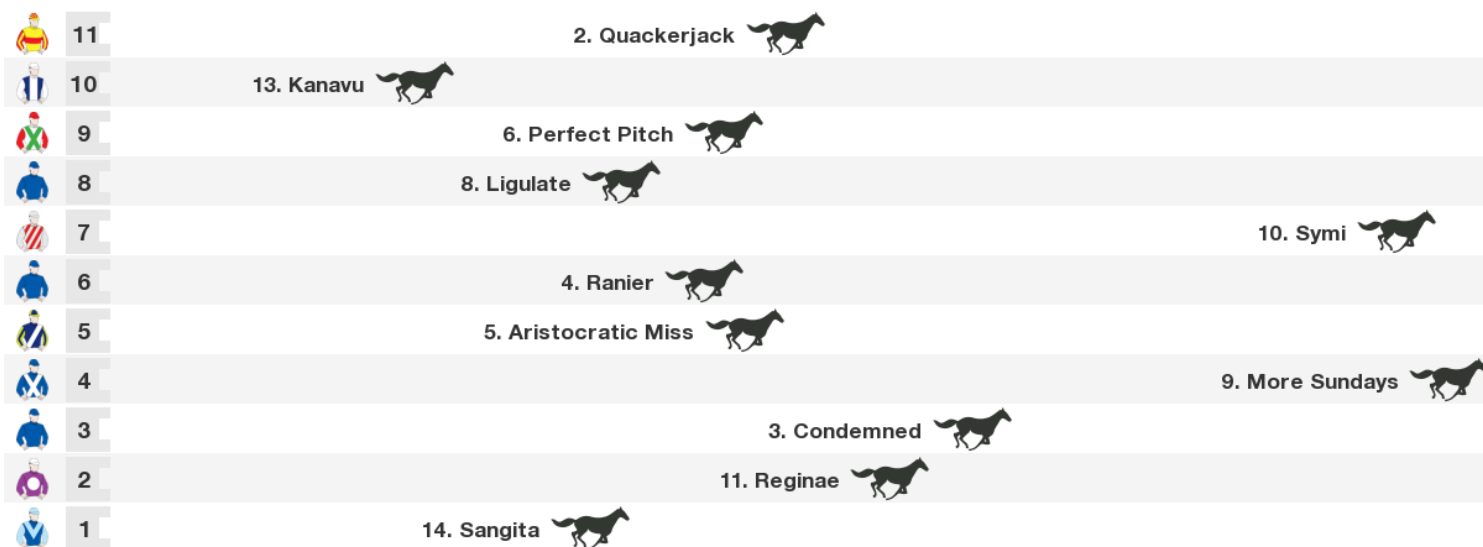 11 2. Quackerjack
10 13. Kanavu
9 6. Perfect Pitch
8 8. Ligulate
7 10. Symi
6 4. Ranier
5 5. Aristocratic Miss
4 9. More Sundays
3 3. Condemned
2 11. Reginae
1 14. Sangita